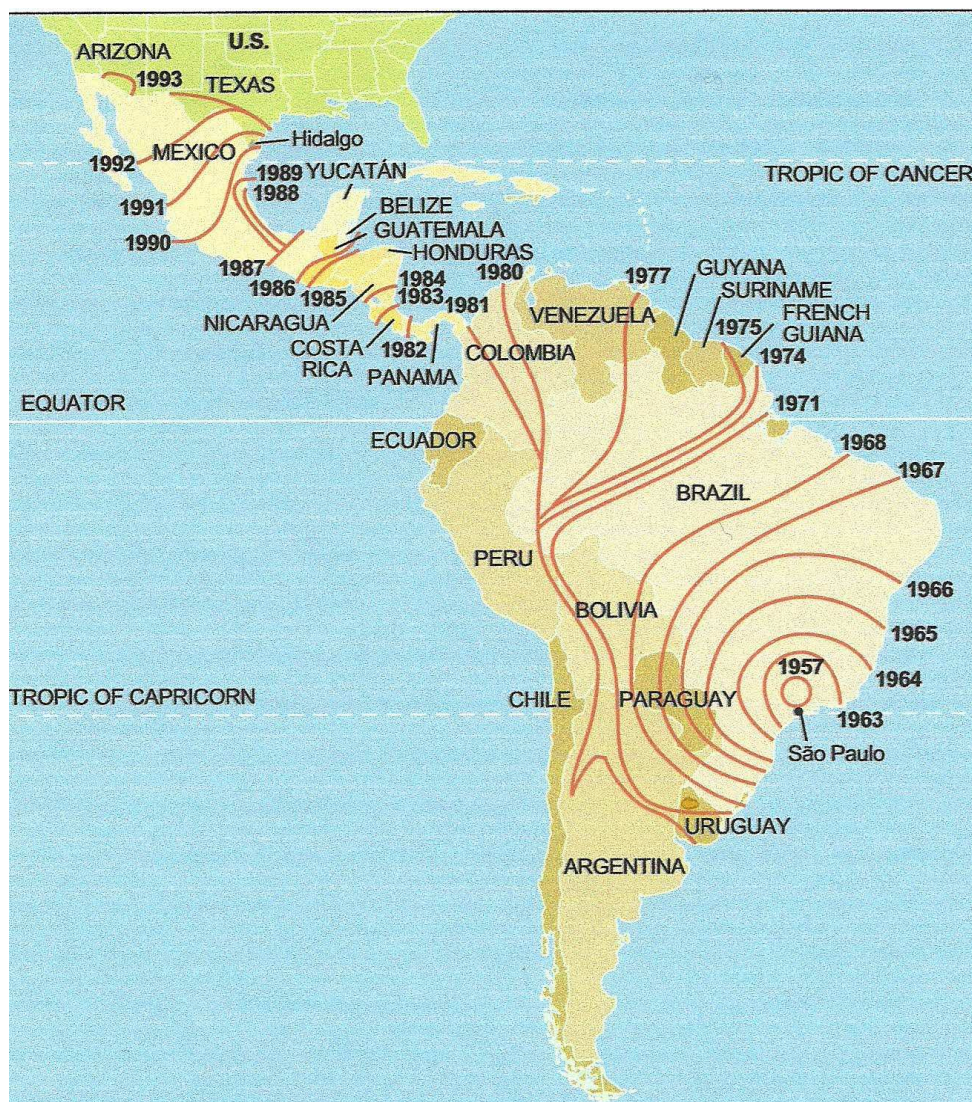 U.S.
ARIZONA
1993
TEXAS
Hidalgo
1992
MEXICO
1989
YUCATÁN
TROPIC OF CANCER
1988
1991
BELIZE
GUATEMALA
1990
HONDURAS
1987
1986
1985
1984
1980
1977
GUYANA
1983
1981
SURINAME
NICARAGUA
VENEZUELA
1975
FRENCH
GUIANA
COSTA
RICA
1982
PANAMA
COLOMBIA
1974
EQUATOR
1971
ECUADOR
1968
1967
BRAZIL
PERU
1966
BOLIVIA
1965
1957
1964
TROPIC OF CAPRICORN
CHILE
PARAGUAY
1963
São Paulo
URUGUAY
ARGENTINA